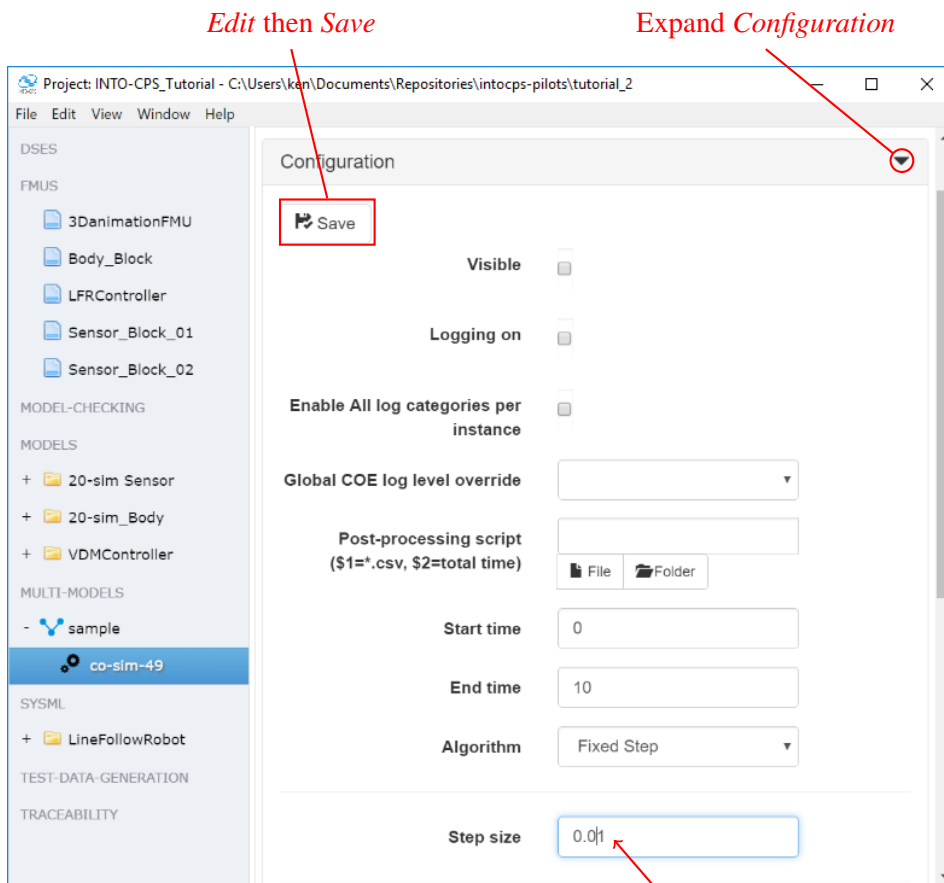 Edit then Save
Expand Configuration
Project: INTO-CPS_Tutorial - C:\Users\ken\Documents\Repositories\intocps-pilots\tutorial_2
File Edit View Window Help
DSES
FMUS
3DanimationFMU
Body_Block
LFRController
Sensor_Block_01
Sensor_Block_02
MODEL-CHECKING
MODELS
+ 20-sim Sensor
+ 20-sim_Body
+ VDMController
MULTI-MODELS
- sample
co-sim-49
SYSML
+ LineFollowRobot
TEST-DATA-GENERATION
TRACEABILITY
Configuration
Save
Visible
Logging on
Enable All log categories per
instance
Global COE log level override
Post-processing script
($1=*.csv, $2=total time)
File Folder
Start time 0
End time 10
Algorithm Fixed Step
Step size 0.01